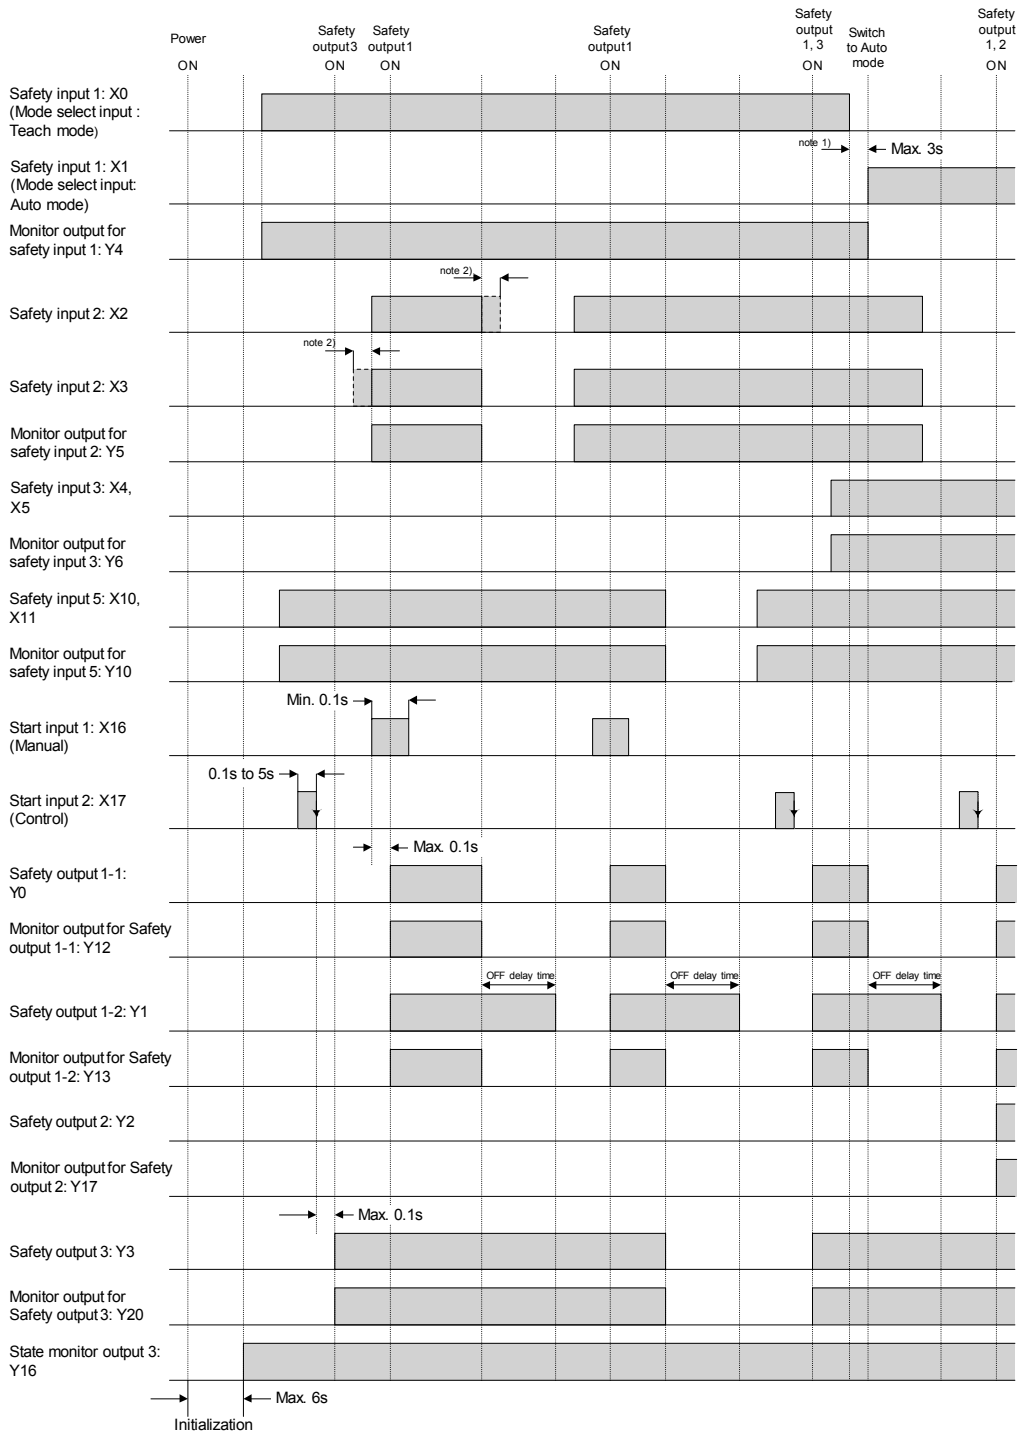 Power
ON
Safety
output3
ON
Safety
output1
ON
Safety
output1
ON
Safety
output
1, 3
ON
Switch
to Auto
mode
Safety
output
1, 2
ON
Safety input 1: X0
(Mode select input :
Teach mode)
note 1)
Max. 3s
Safety input 1: X1
(Mode select input:
Auto mode)
Monitor output for
safety input 1: Y4
note 2)
Safety input 2: X2
note 2)
Safety input 2: X3
Monitor output for
safety input 2: Y5
Safety input 3: X4,
X5
Monitor output for
safety input 3: Y6
Safety input 5: X10,
X11
Monitor output for
safety input 5: Y10
Min. 0.1s
Start input 1: X16
(Manual)
0.1s to 5s
Start input 2: X17
(Control)
Max. 0.1s
Safety output 1-1:
Y0
Monitor output for Safety
output 1-1: Y12
OFF delay time
OFF delay time
OFF delay time
Safety output 1-2: Y1
Monitor output for Safety
output 1-2: Y13
Safety output 2: Y2
Monitor output for Safety
output 2: Y17
Max. 0.1s
Safety output 3: Y3
Monitor output for
Safety output 3: Y20
State monitor output 3:
Y16
Max. 6s
Initialization